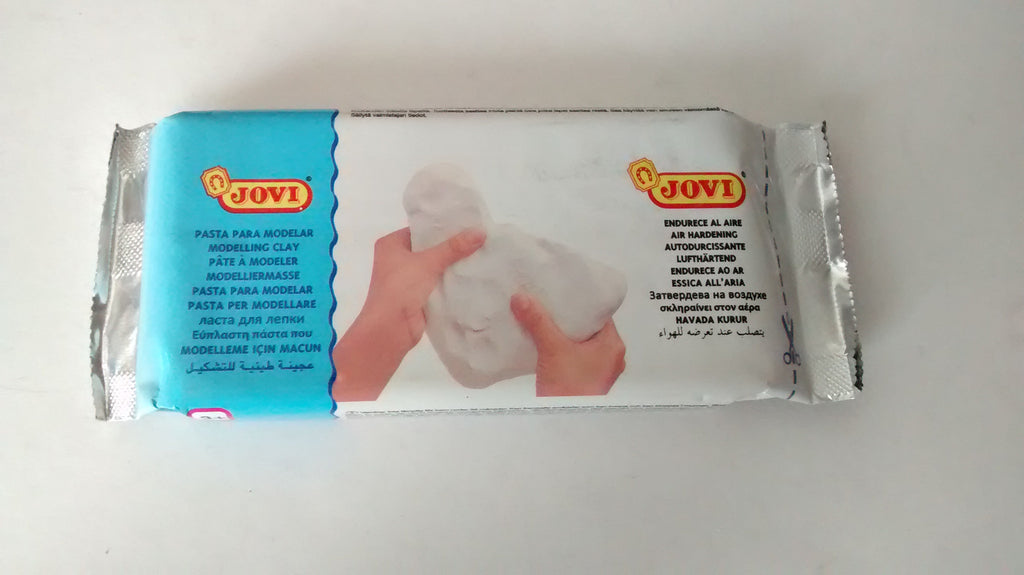 JOVI
PASTA PARA MODELAR
MODELLING CLAY
PÂTE À MODELER
MODELLIERMASSE
PASTA PARA MODELAR
PASTA PER MODELLARE
ласта для лепки
Εύπλαστη πάστα που
MODELLEME IÇIN MACUN
عجينة طينية للتشكيل
JOVI
ENDURECE AL AIRE
AIR HARDENING
AUTODURCISSANTE
LUFTHÄRTEND
ENDURECE AO AR
ESSICA ALL'ARIA
Затвердева на воздухе
σκληραίνει στον αέρα
HAVADA KURUR
يتصلب عند تعرضه للهواء